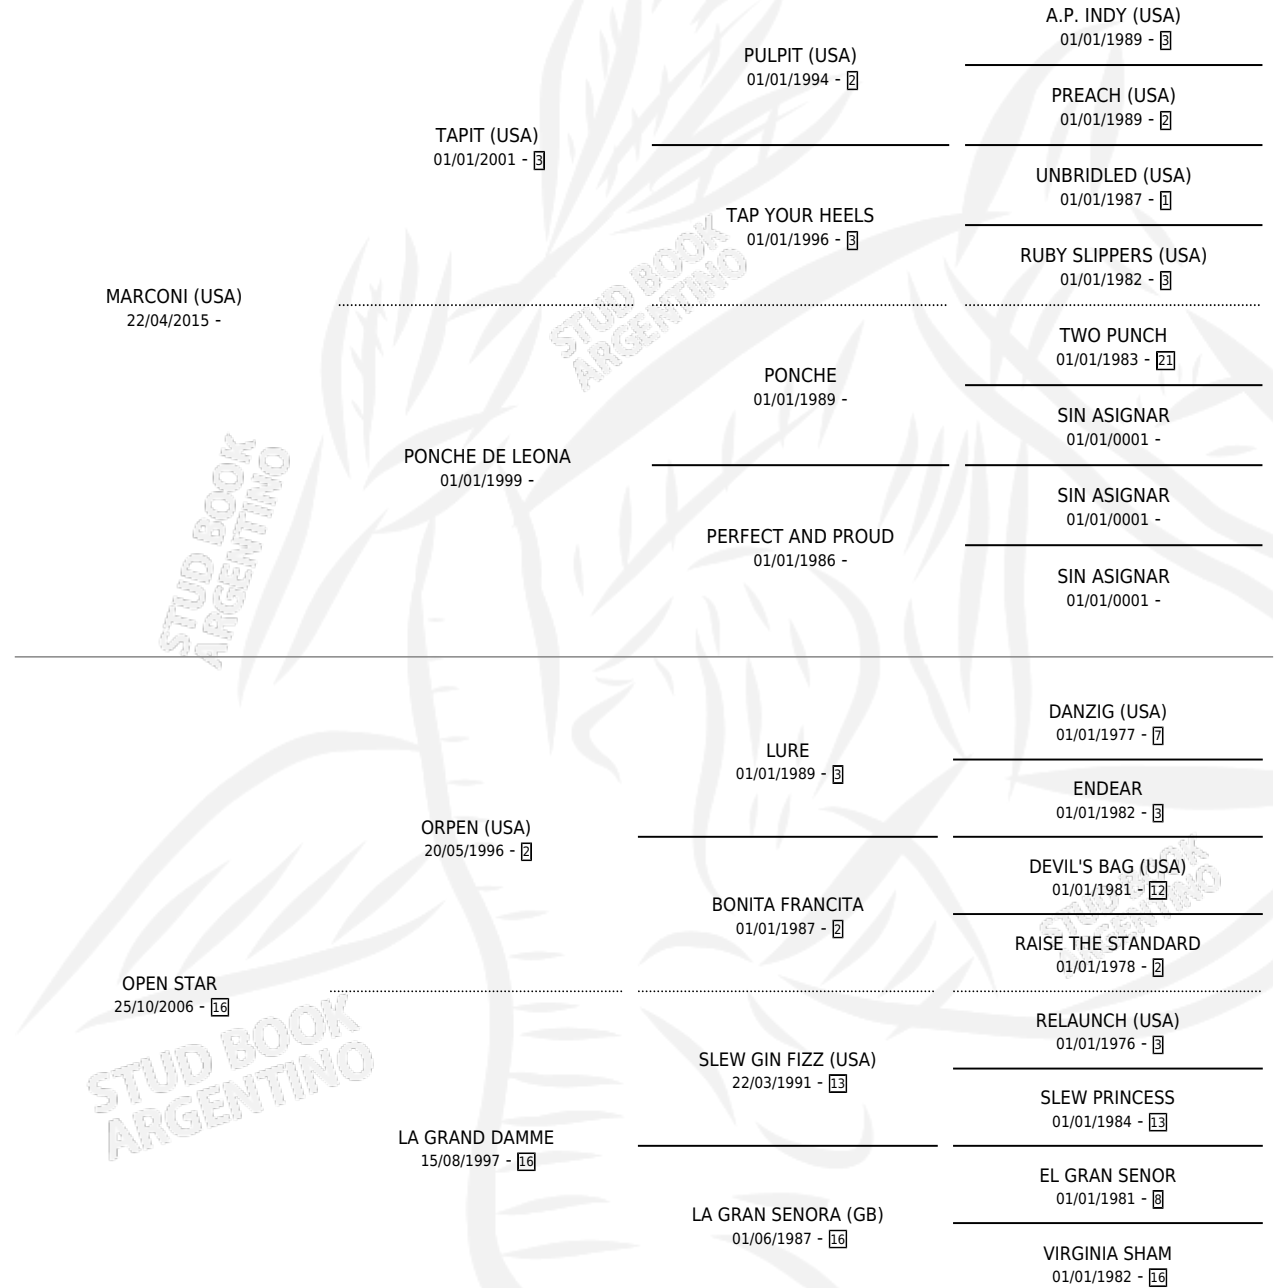 A.P. INDY (USA)
01/01/1989 - 3
PULPIT (USA)
01/01/1994 - 2
PREACH (USA)
01/01/1989 - 2
TAPIT (USA)
01/01/2001 - 3
UNBRIDLED (USA)
01/01/1987 - 1
TAP YOUR HEELS
01/01/1996 - 3
RUBY SLIPPERS (USA)
01/01/1982 - 3
MARCONI (USA)
22/04/2015 -
STUD BOOK
ARGENTINO
TWO PUNCH
01/01/1983 - 21
PONCHE
01/01/1989 -
SIN ASIGNAR
01/01/0001 -
PONCHE DE LEONA
01/01/1999 -
SIN ASIGNAR
01/01/0001 -
PERFECT AND PROUD
01/01/1986 -
SIN ASIGNAR
01/01/0001 -
STUD BOOK
ARGENTINO
DANZIG (USA)
01/01/1977 - 7
LURE
01/01/1989 - 3
ENDEAR
01/01/1982 - 3
ORPEN (USA)
20/05/1996 - 2
DEVIL'S BAG (USA)
01/01/1981 - 12
BONITA FRANCITA
01/01/1987 - 2
RAISE THE STANDARD
01/01/1978 - 2
STUD BOOK
ARGENTINO
OPEN STAR
25/10/2006 - 16
RELAUNCH (USA)
01/01/1976 - 3
SLEW GIN FIZZ (USA)
22/03/1991 - 13
SLEW PRINCESS
01/01/1984 - 13
STUD BOOK
ARGENTINO
LA GRAND DAMME
15/08/1997 - 16
EL GRAN SENOR
01/01/1981 - 8
LA GRAN SENORA (GB)
01/06/1987 - 16
VIRGINIA SHAM
01/01/1982 - 16